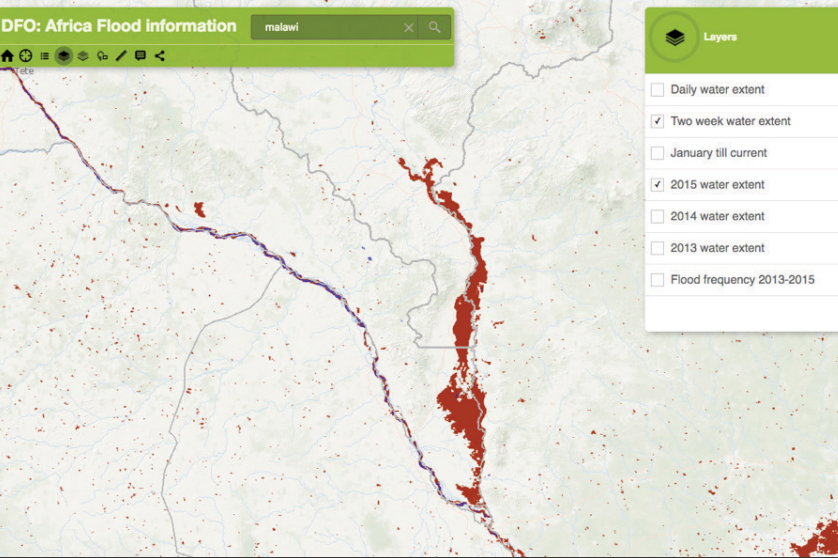 DFO: Africa Flood information
malawi
Tete
Layers
Daily water extent
Two week water extent
January till current
2015 water extent
2014 water extent
2013 water extent
Flood frequency 2013-2015